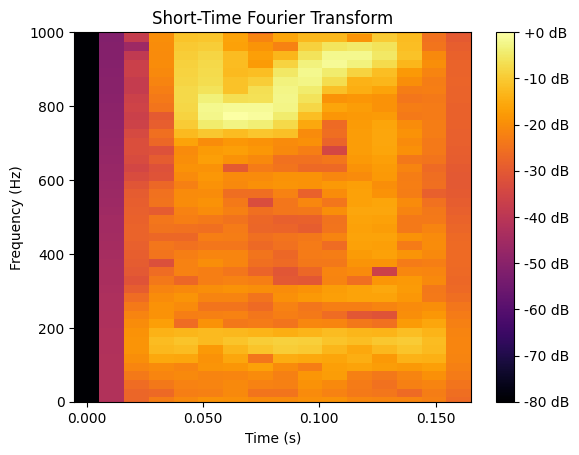 Short-Time Fourier Transform
1000
800
600
400
200
0
Frequency (Hz)
0.000
0.050
0.100
0.150
Time (s)
+0 dB
-10 dB
-20 dB
-30 dB
-40 dB
-50 dB
-60 dB
-70 dB
-80 dB